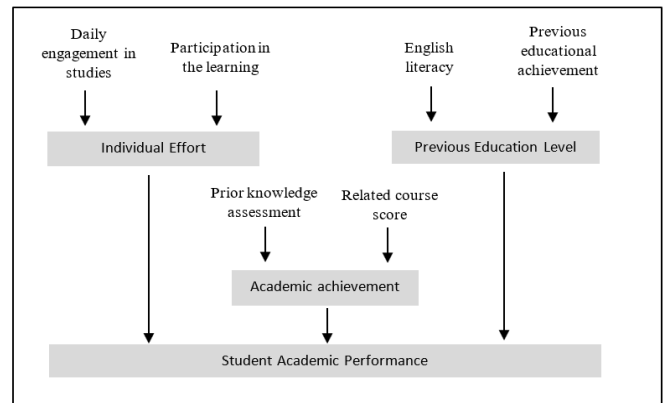 Daily
engagement in
studies
Participation in
the learning
English
literacy
Previous
educational
achievement
Individual Effort
Previous Education Level
Prior knowledge
assessment
Related course
score
Academic achievement
Student Academic Performance